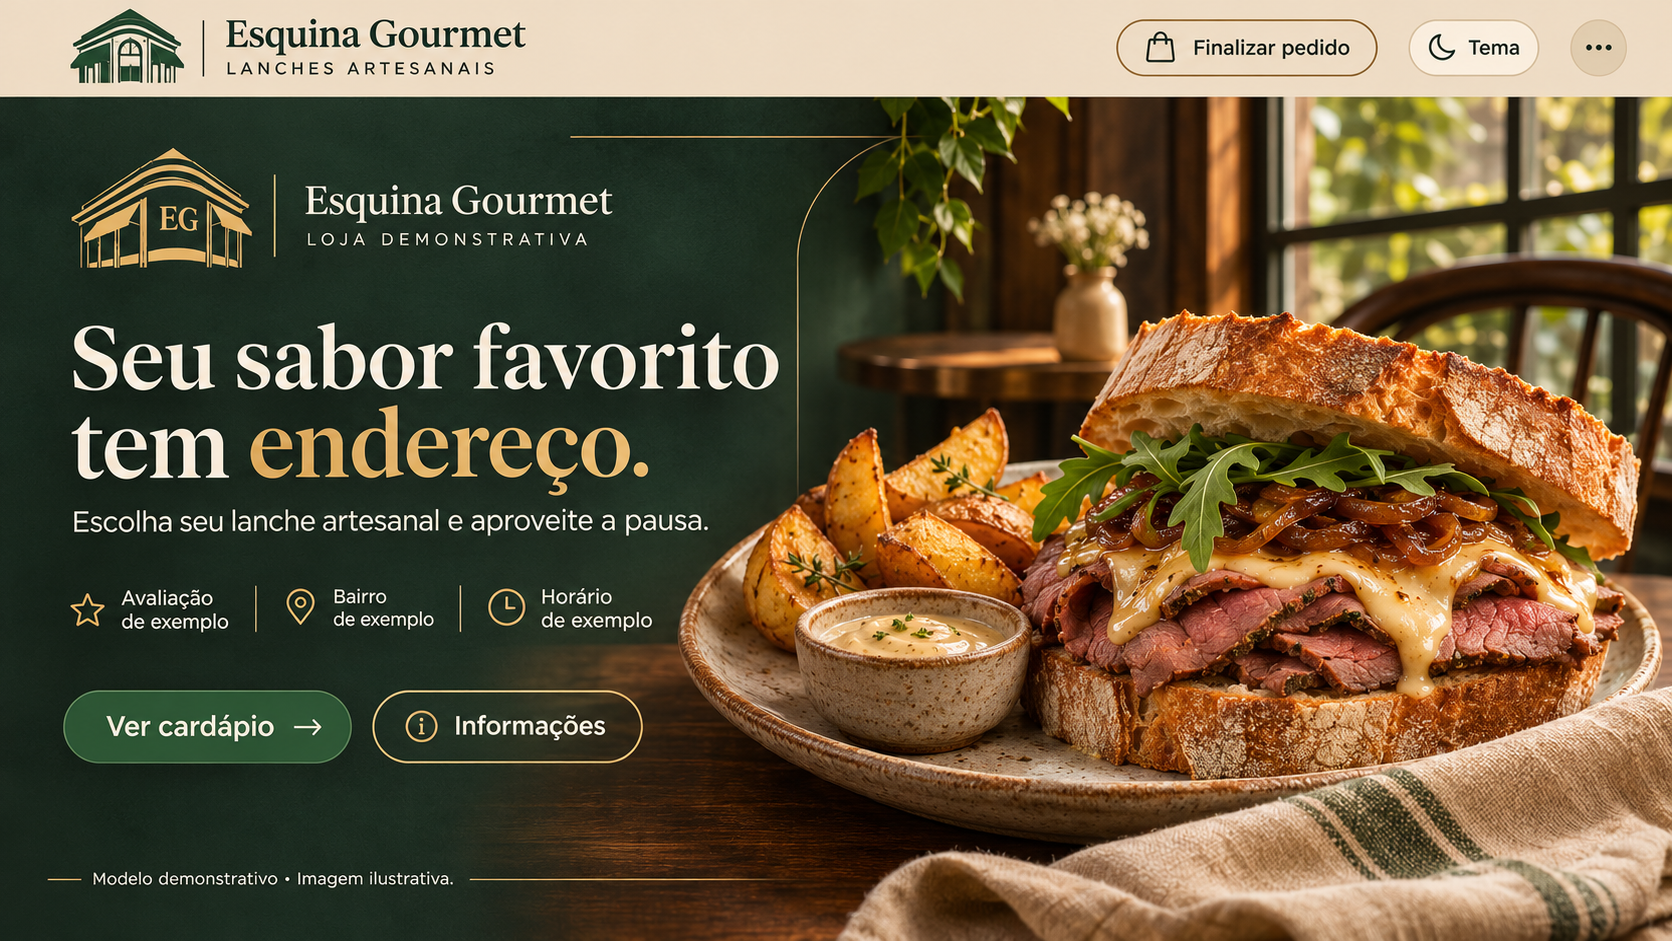 Esquina Gourmet
LANCHES ARTESANAIS
Finalizar pedido
Tema
EG
Esquina Gourmet
LOJA DEMONSTRATIVA
Seu sabor favorito
tem endereço.
Escolha seu lanche artesanal e aproveite a pausa.
Avaliação
de exemplo
Bairro
de exemplo
Horário
de exemplo
Ver cardápio →
Informações
Modelo demonstrativo • Imagem ilustrativa.